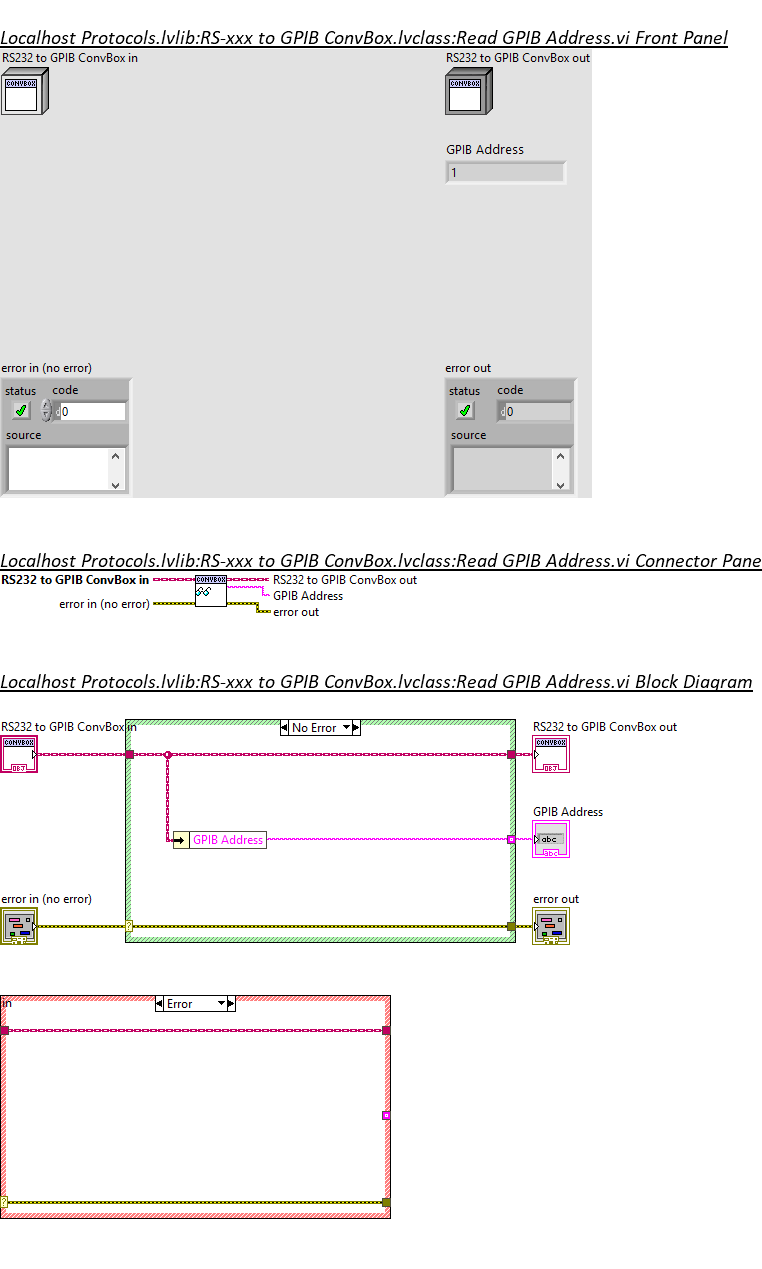 Localhost Protocols.lvlib:RS-xxx to GPIB ConvBox.lvclass:Read GPIB Address.vi Front Panel
RS232 to GPIB ConvBox in
RS232 to GPIB ConvBox out
CONVBOX
CONVBOX
GPIB Address
1
error in (no error)
error out
status
code
status
code
d
0
d
0
source
source
Localhost Protocols.lvlib:RS-xxx to GPIB ConvBox.lvclass:Read GPIB Address.vi Connector Pane
RS232 to GPIB ConvBox in
CONVBOX
RS232 to GPIB ConvBox out
GPIB Address
error in (no error)
error out
Localhost Protocols.lvlib:RS-xxx to GPIB ConvBox.lvclass:Read GPIB Address.vi Block Diagram
RS232 to GPIB ConvBox in
No Error
RS232 to GPIB ConvBox out
CONVBOX
OBJ
CONVBOX
OBJ
GPIB Address
GPIB Address
abc
abc
error in (no error)
error out
?
in
Error
?